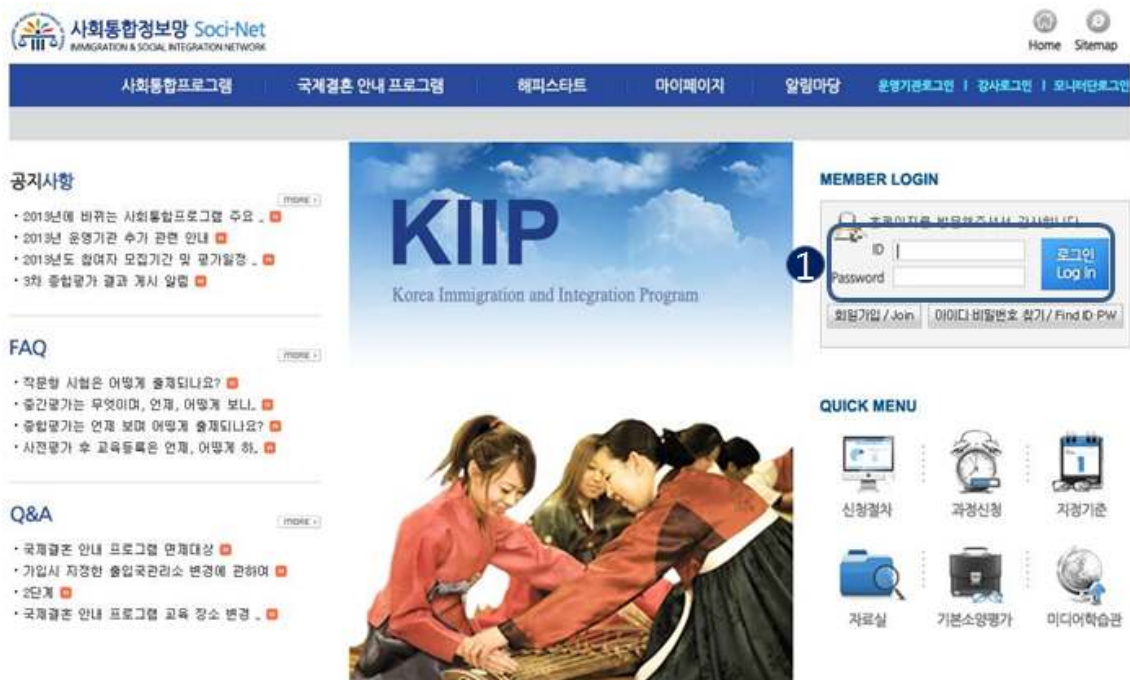 사회통합정보망 Soci-Net
IMMIGRATION & SOCIAL INTEGRATION NETWORK
Home Sitemap
사회통합프로그램 국제결혼 안내 프로그램 해피스타트 마이페이지 알림마당 운영기관로그인 | 강사로그인 | 모니터단로그인
공지사항
more
• 2013년에 바뀌는 사회통합프로그램 주요 ..
• 2013년 운영기관 추가 관련 안내
• 2013년도 참여자 모집기간 및 평가일정 ..
• 3차 종합평가 결과 게시 알림
FAQ
more
• 작문형 시험은 어떻게 출제되나요?
• 중간평가는 무엇이며, 언제, 어떻게 보나..
• 종합평가는 언제 보며 어떻게 출제되나요?
• 사전평가 후 교육등록은 언제, 어떻게 하..
Q&A
more
• 국제결혼 안내 프로그램 면제대상
• 가입시 지정한 출입국관리소 변경에 관하여
• 2단계
• 국제결혼 안내 프로그램 교육 장소 변경 ..
KIIP
Korea Immigration and Integration Program
MEMBER LOGIN
홈페이지를 방문해주셔서 감사합니다
1
ID
Password
로그인
Log In
회원가입 / Join 아이디·비밀번호 찾기 / Find ID·PW
QUICK MENU
신청절차 과정신청 지정기준
자료실 기본소양평가 미디어학습관